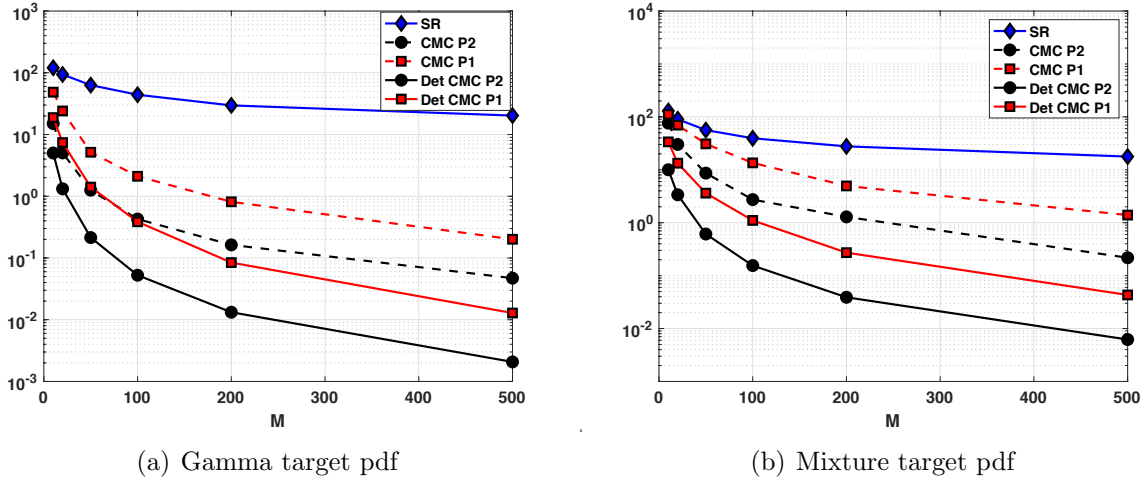 10^3
10^2
10^1
10^0
10^-1
10^-2
10^-3
0
100
200
300
400
500
M
SR
CMC P2
CMC P1
Det CMC P2
Det CMC P1
(a) Gamma target pdf
10^4
10^2
10^0
10^-2
0
100
200
300
400
500
M
SR
CMC P2
CMC P1
Det CMC P2
Det CMC P1
(b) Mixture target pdf